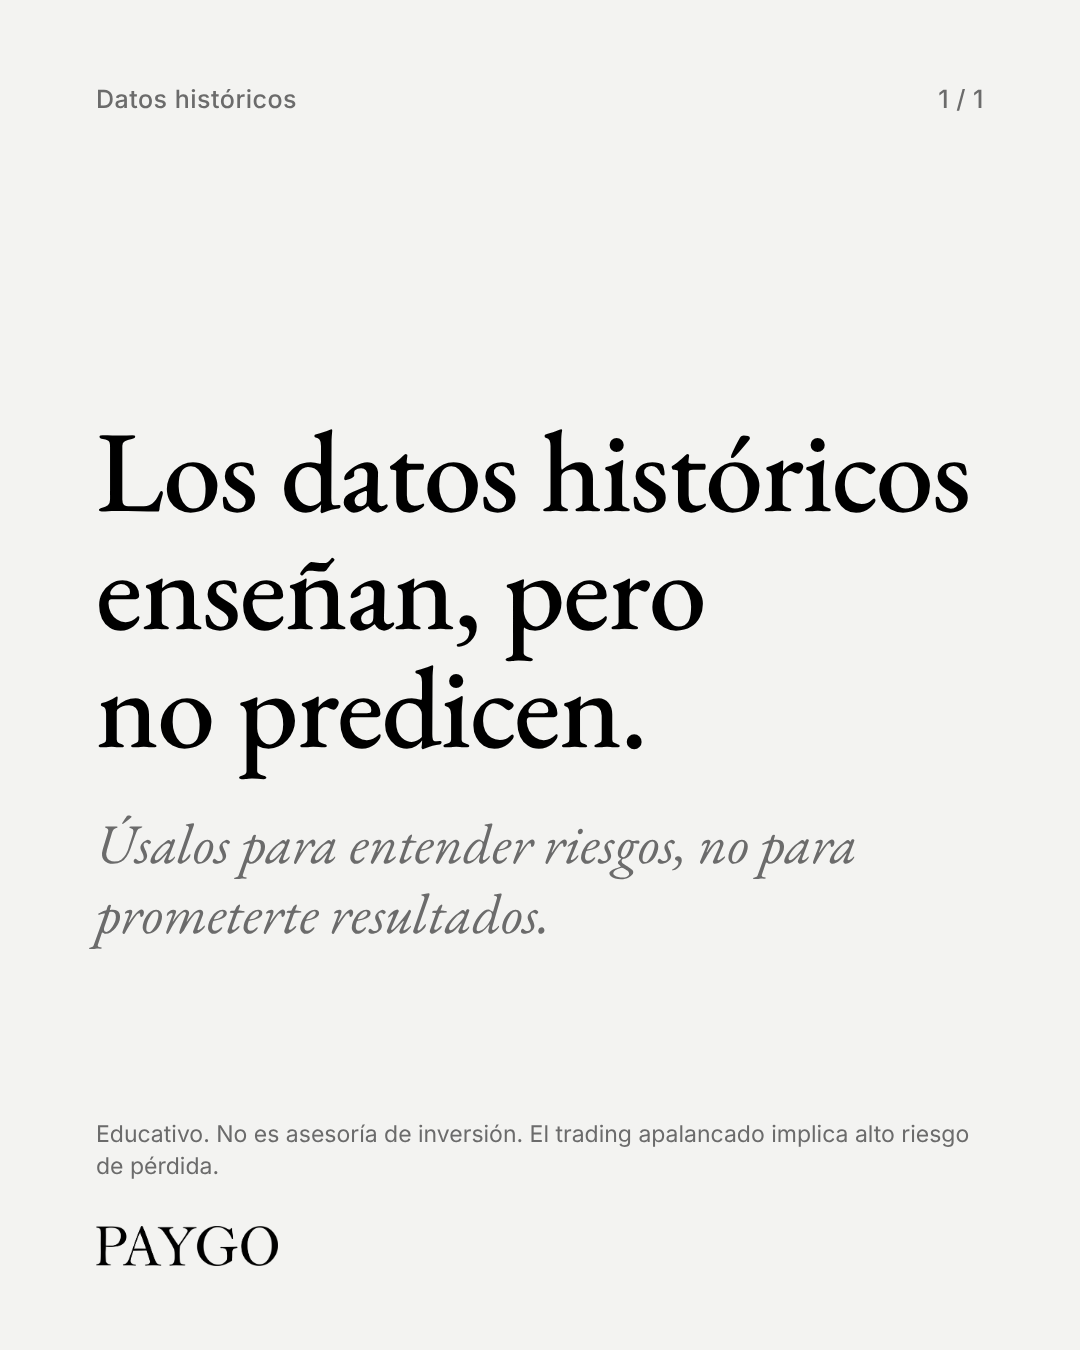 Datos históricos
1 / 1
Los datos históricos
enseñan, pero
no predicen.
Úsalos para entender riesgos, no para
prometerte resultados.
Educativo. No es asesoría de inversión. El trading apalancado implica alto riesgo
de pérdida.
PAYGO